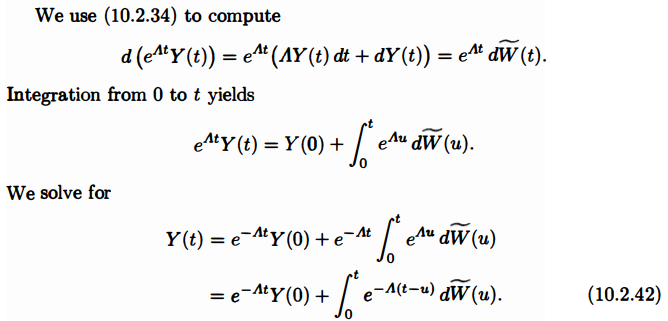 We use (10.2.34) to compute
d (e^{Λt}Y(t)) = e^{Λt} (ΛY(t) dt + dY(t)) = e^{Λt} dW̃(t).
Integration from 0 to t yields
e^{Λt}Y(t) = Y(0) + ∫_0^t e^{Λu} dW̃(u).
We solve for
Y(t) = e^{-Λt}Y(0) + e^{-Λt} ∫_0^t e^{Λu} dW̃(u)
= e^{-Λt}Y(0) + ∫_0^t e^{-Λ(t-u)} dW̃(u). (10.2.42)